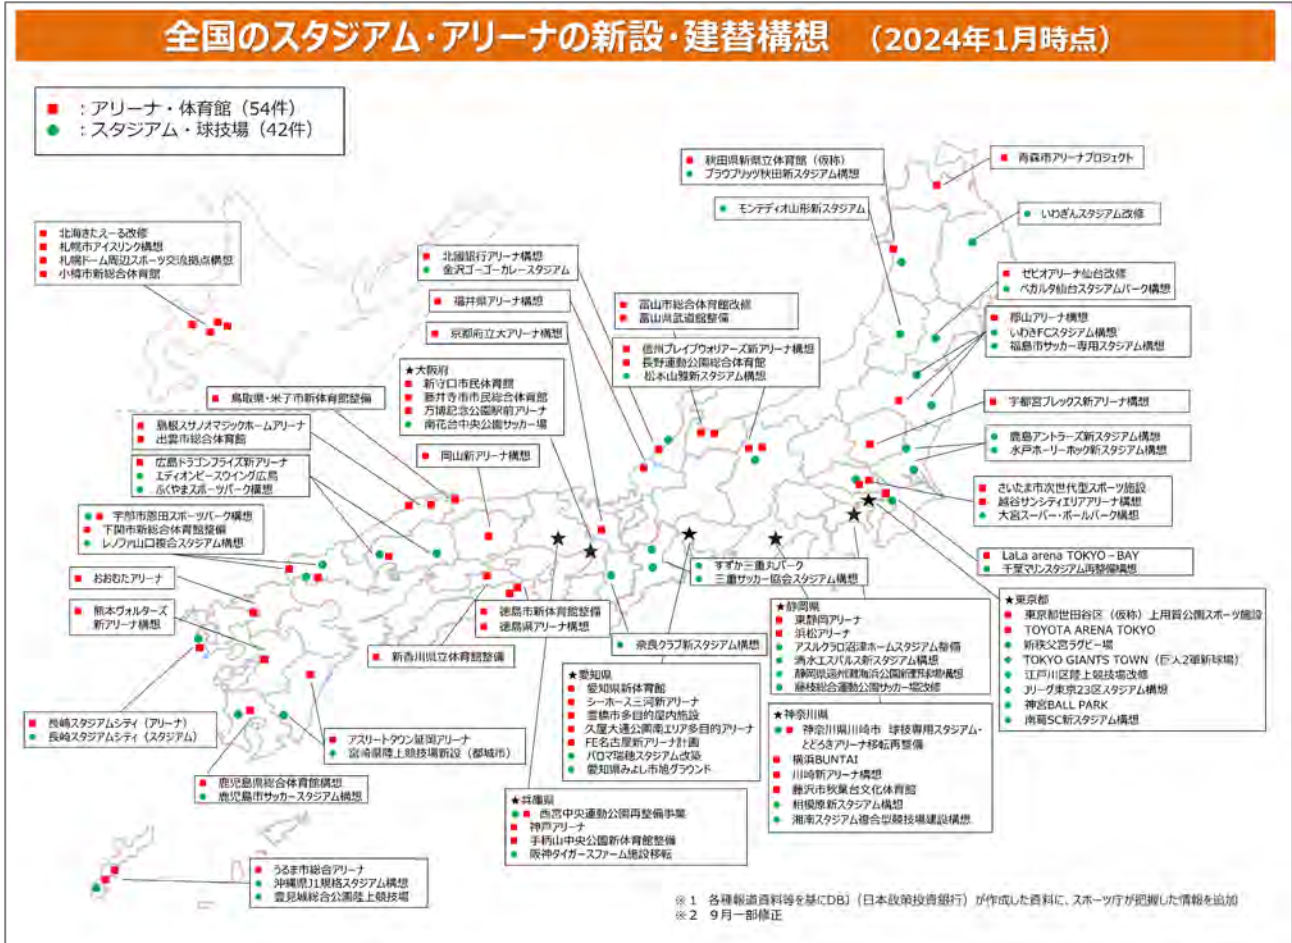 全国のスタジアム・アリーナの新設・建替構想 （2024年1月時点）
■ ：アリーナ・体育館（54件）
● ：スタジアム・球技場（42件）
秋田県新県立体育館（仮称）
ブラウブリッツ秋田新スタジアム構想
青森市アリーナプロジェクト
モンテディオ山形新スタジアム
いわぎんスタジアム改修
北海きたえーる改修
札幌市アイスリンク構想
札幌ドーム周辺スポーツ交流拠点構想
小樽市新総合体育館
北國銀行アリーナ構想
金沢ゴーゴーカレースタジアム
ゼビオアリーナ仙台改修
ベガルタ仙台スタジアムパーク構想
福井県アリーナ構想
富山市総合体育館改修
富山県武道館整備
郡山アリーナ構想
いわきFCスタジアム構想
福島市サッカー専用スタジアム構想
京都府立大アリーナ構想
信州ブレイブウォリアーズ新アリーナ構想
長野運動公園総合体育館
松本山雅新スタジアム構想
★大阪府
新守口市民体育館
藤井寺市市民総合体育館
万博記念公園駅前アリーナ
南花台中央公園サッカー場
鳥取県・米子市新体育館整備
宇都宮ブレックス新アリーナ構想
島根スサノオマジックホームアリーナ
出雲市総合体育館
鹿島アントラーズ新スタジアム構想
水戸ホーリーホック新スタジアム構想
岡山新アリーナ構想
広島ドラゴンフライズ新アリーナ
エディオンピースウイング広島
ふくやまスポーツパーク構想
さいたま市次世代型スポーツ施設
越谷サンシティエリアアリーナ構想
大宮スーパー・ボールパーク構想
宇部市恩田スポーツパーク構想
下関市新総合体育館整備
レノファ山口複合スタジアム構想
LaLa arena TOKYO－BAY
千葉マリンスタジアム再整備構想
おおむたアリーナ
すずか三重丸パーク
三重サッカー協会スタジアム構想
★東京都
東京都世田谷区（仮称）上用賀公園スポーツ施設
TOYOTA ARENA TOKYO
新秩父宮ラグビー場
TOKYO GIANTS TOWN（巨人2軍新球場）
江戸川区陸上競技場改修
Jリーグ東京23区スタジアム構想
神宮BALL PARK
南葛SC新スタジアム構想
熊本ヴォルターズ
新アリーナ構想
徳島市新体育館整備
徳島県アリーナ構想
★静岡県
東静岡アリーナ
浜松アリーナ
アスルクラロ沼津ホームスタジアム整備
清水エスパルス新スタジアム構想
静岡県遠州灘海浜公園新野球場構想
藤枝総合運動公園サッカー場改修
奈良クラブ新スタジアム構想
新香川県立体育館整備
★愛知県
愛知県新体育館
シーホース三河新アリーナ
豊橋市多目的屋内施設
久屋大通公園南エリア多目的アリーナ
FE名古屋新アリーナ計画
パロマ瑞穂スタジアム改築
愛知県みよし市旭グラウンド
長崎スタジアムシティ（アリーナ）
長崎スタジアムシティ（スタジアム）
★神奈川県
神奈川県川崎市 球技専用スタジアム・
とどろきアリーナ移転再整備
横浜BUNTAI
川崎新アリーナ構想
藤沢市秋葉台文化体育館
相模原新スタジアム構想
湘南スタジアム複合型競技場建設構想
アスリートタウン延岡アリーナ
宮崎県陸上競技場新設（都城市）
鹿児島県総合体育館構想
鹿児島市サッカースタジアム構想
★兵庫県
西宮中央運動公園再整備事業
神戸アリーナ
手柄山中央公園新体育館整備
阪神タイガースファーム施設移転
うるま市総合アリーナ
沖縄県J1規格スタジアム構想
豊見城総合公園陸上競技場
※1 各種報道資料等を基にDBJ（日本政策投資銀行）が作成した資料に、スポーツ庁が把握した情報を追加
※2 9月一部修正